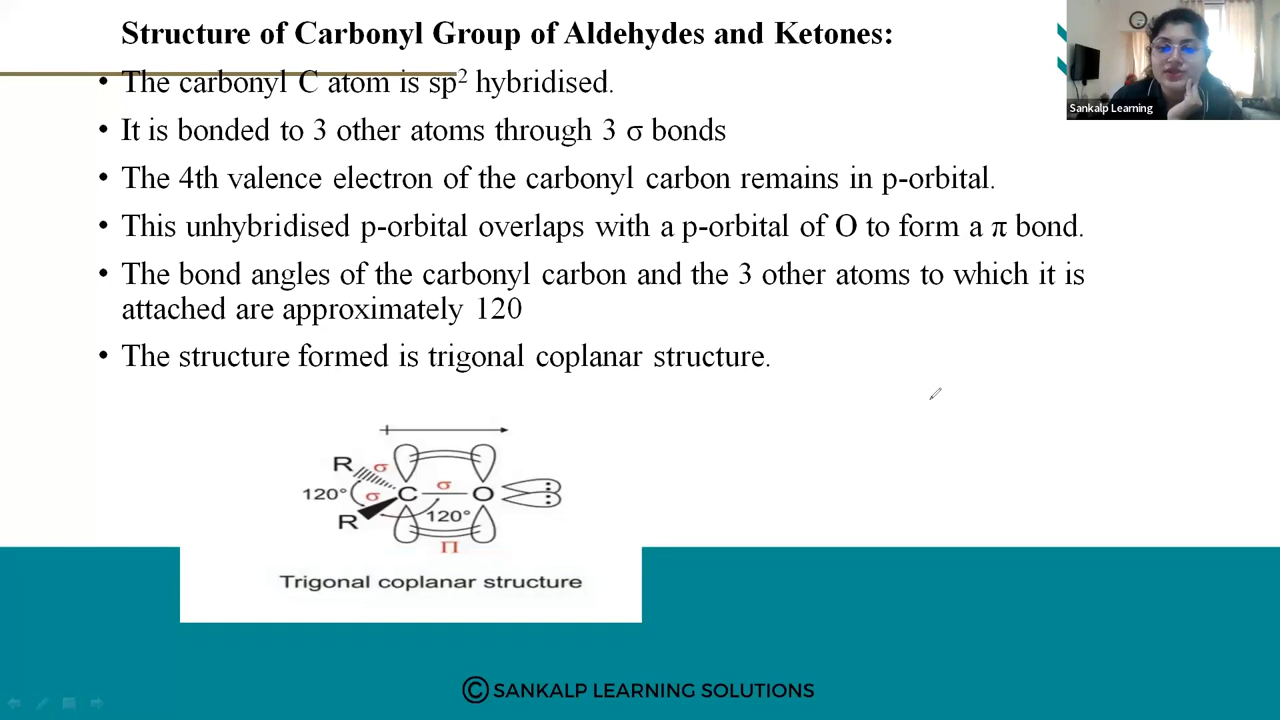 Structure of Carbonyl Group of Aldehydes and Ketones:
• The carbonyl C atom is sp² hybridised.
• It is bonded to 3 other atoms through 3 σ bonds
• The 4th valence electron of the carbonyl carbon remains in p-orbital.
• This unhybridised p-orbital overlaps with a p-orbital of O to form a π bond.
• The bond angles of the carbonyl carbon and the 3 other atoms to which it is
attached are approximately 120
• The structure formed is trigonal coplanar structure.
Sankalp Learning
R σ
120° σ C σ O
R 120°
Π
Trigonal coplanar structure
© SANKALP LEARNING SOLUTIONS